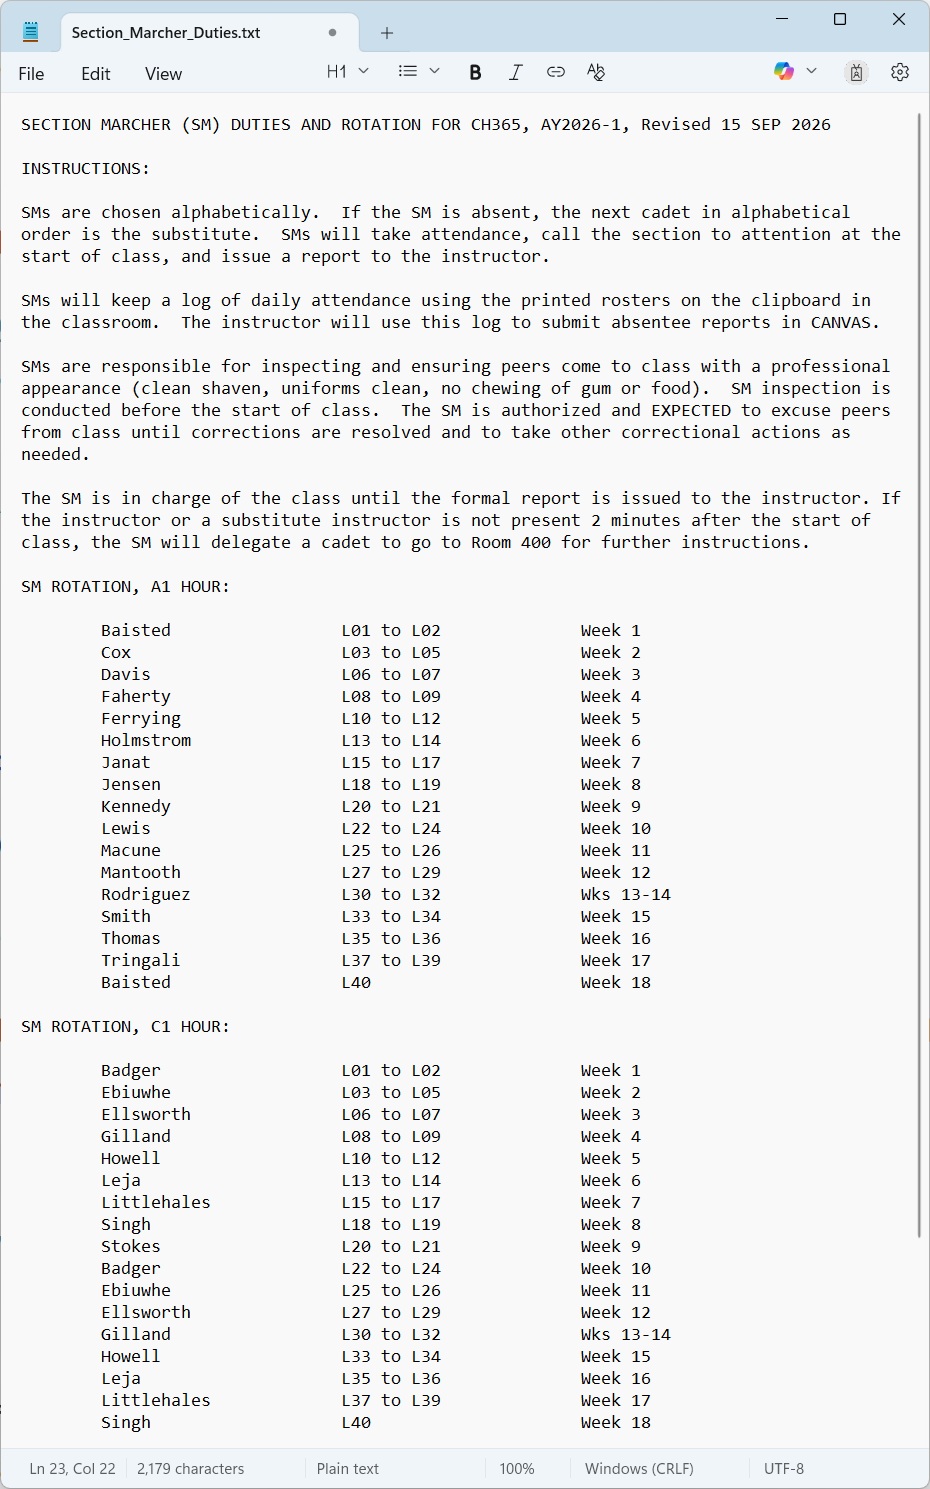 Section_Marcher_Duties.txt
File Edit View H1 B I
SECTION MARCHER (SM) DUTIES AND ROTATION FOR CH365, AY2026-1, Revised 15 SEP 2026
INSTRUCTIONS:
SMs are chosen alphabetically.  If the SM is absent, the next cadet in alphabetical
order is the substitute.  SMs will take attendance, call the section to attention at the
start of class, and issue a report to the instructor.
SMs will keep a log of daily attendance using the printed rosters on the clipboard in
the classroom.  The instructor will use this log to submit absentee reports in CANVAS.
SMs are responsible for inspecting and ensuring peers come to class with a professional
appearance (clean shaven, uniforms clean, no chewing of gum or food).  SM inspection is
conducted before the start of class.  The SM is authorized and EXPECTED to excuse peers
from class until corrections are resolved and to take other correctional actions as
needed.
The SM is in charge of the class until the formal report is issued to the instructor. If
the instructor or a substitute instructor is not present 2 minutes after the start of
class, the SM will delegate a cadet to go to Room 400 for further instructions.
SM ROTATION, A1 HOUR:
Baisted L01 to L02 Week 1
Cox L03 to L05 Week 2
Davis L06 to L07 Week 3
Faherty L08 to L09 Week 4
Ferrying L10 to L12 Week 5
Holmstrom L13 to L14 Week 6
Janat L15 to L17 Week 7
Jensen L18 to L19 Week 8
Kennedy L20 to L21 Week 9
Lewis L22 to L24 Week 10
Macune L25 to L26 Week 11
Mantooth L27 to L29 Week 12
Rodriguez L30 to L32 Wks 13-14
Smith L33 to L34 Week 15
Thomas L35 to L36 Week 16
Tringali L37 to L39 Week 17
Baisted L40 Week 18
SM ROTATION, C1 HOUR:
Badger L01 to L02 Week 1
Ebiuwhe L03 to L05 Week 2
Ellsworth L06 to L07 Week 3
Gilland L08 to L09 Week 4
Howell L10 to L12 Week 5
Leja L13 to L14 Week 6
Littlehales L15 to L17 Week 7
Singh L18 to L19 Week 8
Stokes L20 to L21 Week 9
Badger L22 to L24 Week 10
Ebiuwhe L25 to L26 Week 11
Ellsworth L27 to L29 Week 12
Gilland L30 to L32 Wks 13-14
Howell L33 to L34 Week 15
Leja L35 to L36 Week 16
Littlehales L37 to L39 Week 17
Singh L40 Week 18
Ln 23, Col 22 2,179 characters Plain text 100% Windows (CRLF) UTF-8